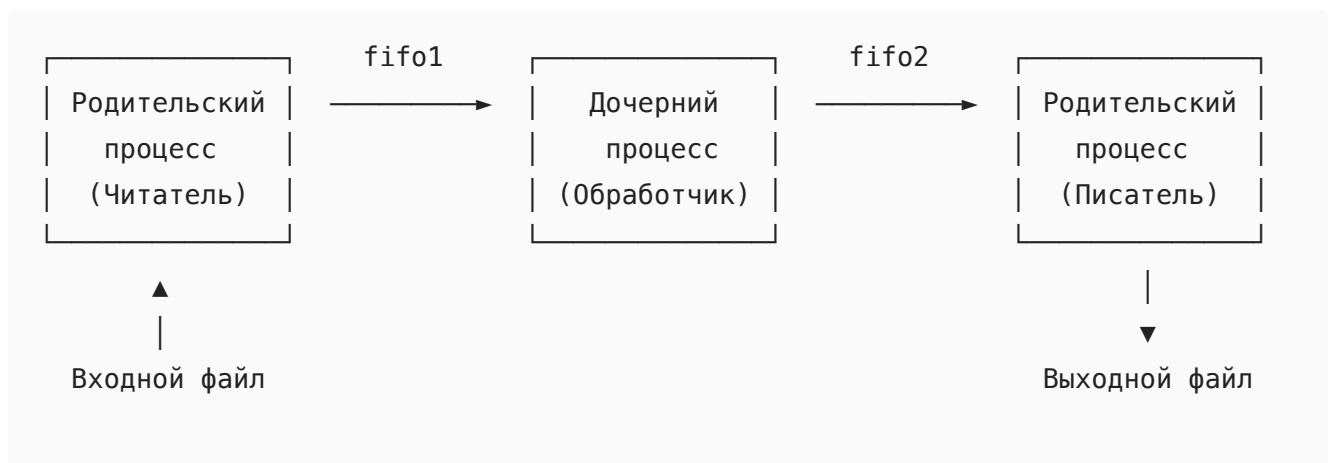 fifo1 fifo2
Родительский Дочерний Родительский
процесс процесс процесс
(Читатель) (Обработчик) (Писатель)
Входной файл Выходной файл